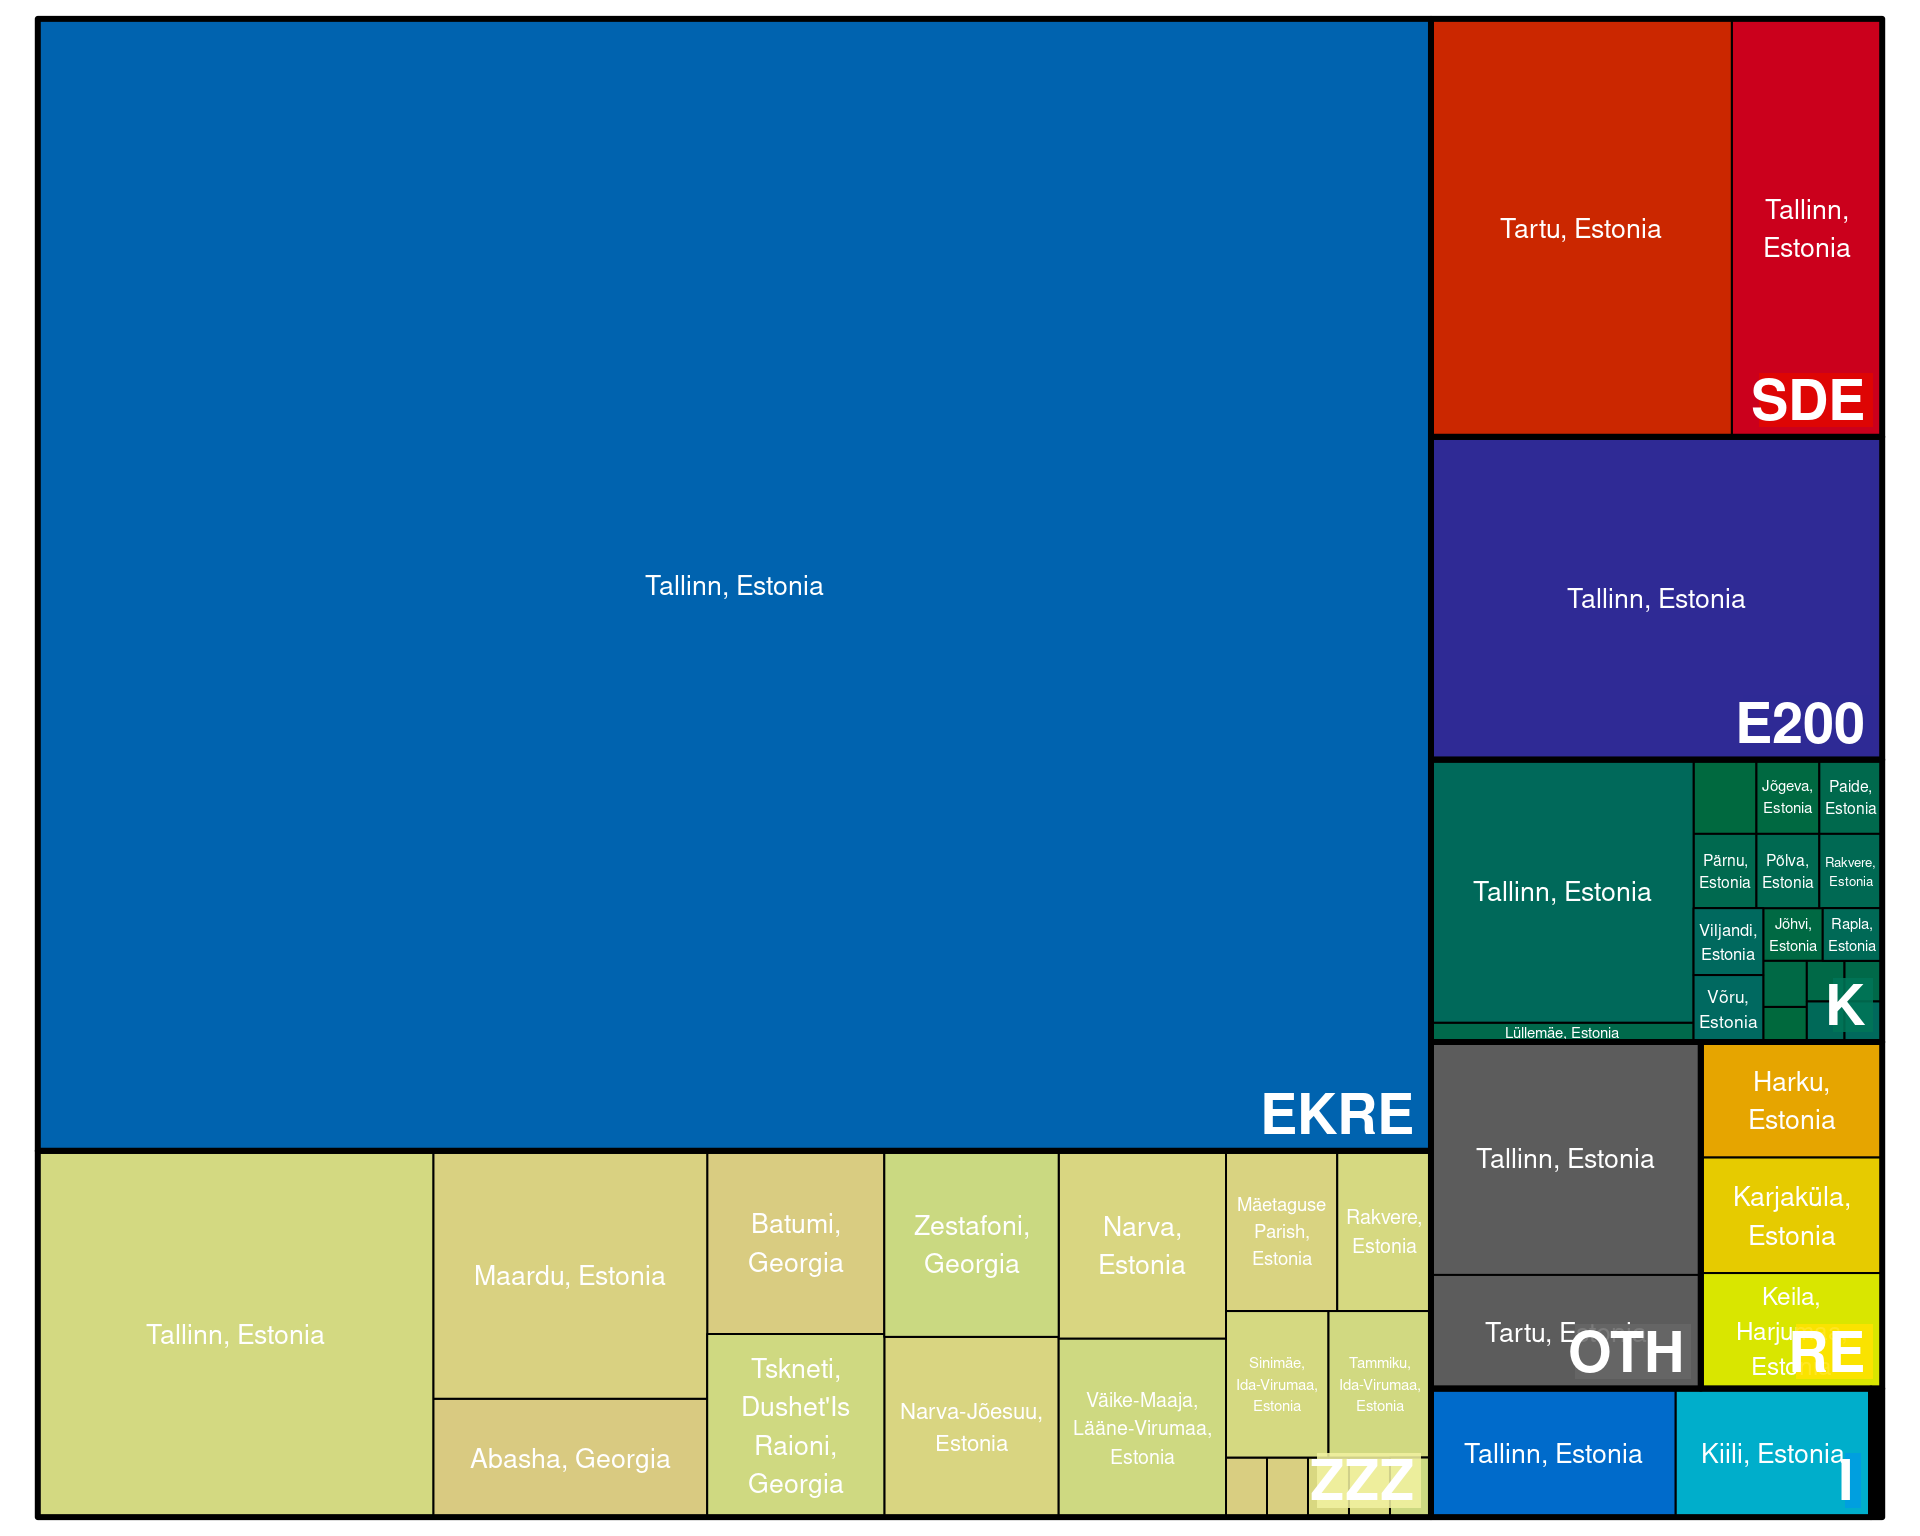 Tallinn, Estonia
EKRE
Tartu, Estonia
Tallinn,
Estonia
SDE
Tallinn, Estonia
E200
Tallinn, Estonia
Jõgeva,
Estonia
Paide,
Estonia
Pärnu,
Estonia
Põlva,
Estonia
Rakvere,
Estonia
Viljandi,
Estonia
Jõhvi,
Estonia
Rapla,
Estonia
Võru,
Estonia
K
Lüllemäe, Estonia
Tallinn, Estonia
Tartu, Estonia
OTH
Harku,
Estonia
Karjaküla,
Estonia
Keila,
RE
Tallinn, Estonia
Kiili, Estonia
I
Tallinn, Estonia
Maardu, Estonia
Abasha, Georgia
Batumi,
Georgia
Tskneti,
Dushet'Is
Raioni,
Georgia
Zestafoni,
Georgia
Narva-Jõesuu,
Estonia
Narva,
Estonia
Väike-Maaja,
Lääne-Virumaa,
Estonia
Mäetaguse
Parish,
Estonia
Rakvere,
Estonia
Sinimäe,
Ida-Virumaa,
Estonia
Tammiku,
Ida-Virumaa,
Estonia
ZZZ